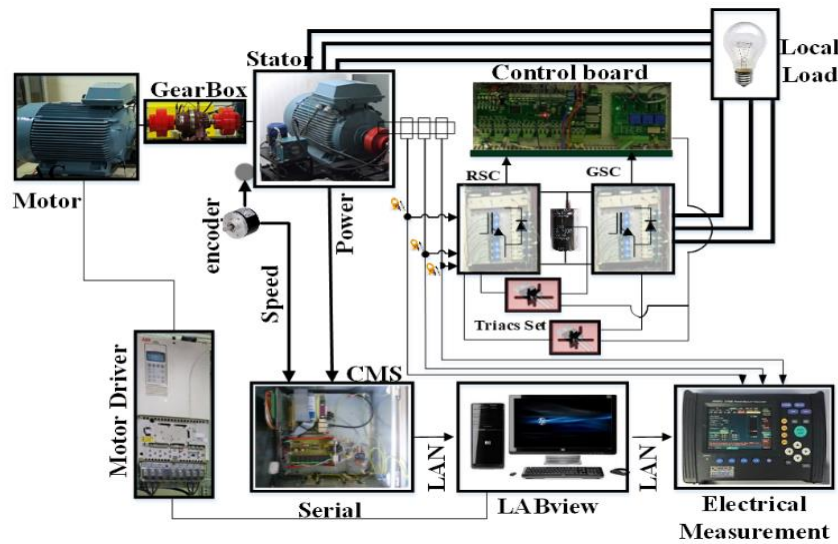 Stator
Local
Load
GearBox
Control board
RSC
GSC
Motor
encoder
Power
Speed
Triacs Set
Motor Driver
CMS
LAN
LAN
Serial
LABview
Electrical
Measurement